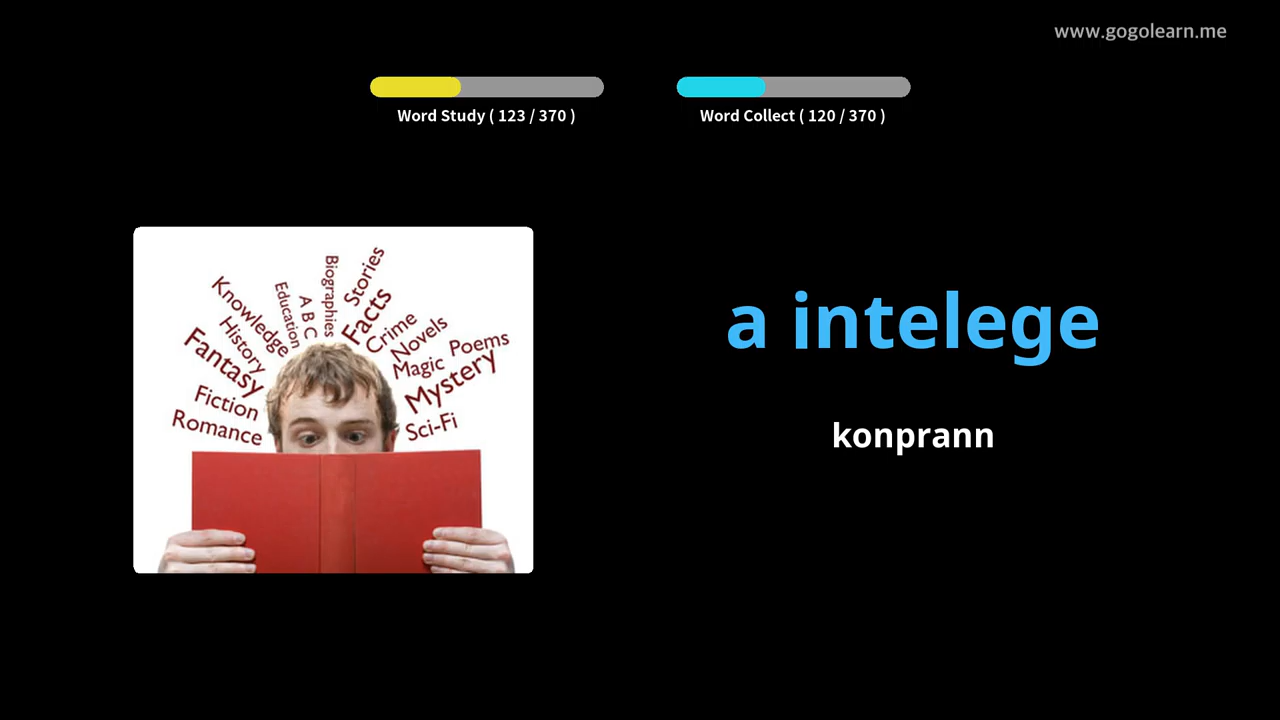 www.gogolearn.me
Word Study ( 123 / 370 )
Word Collect ( 120 / 370 )
Biographies
Stories
Education
A B C
Facts
Knowledge
Crime
History
Novels
Fantasy
Magic
Poems
Fiction
Mystery
Romance
Sci-Fi
a intelege
konprann